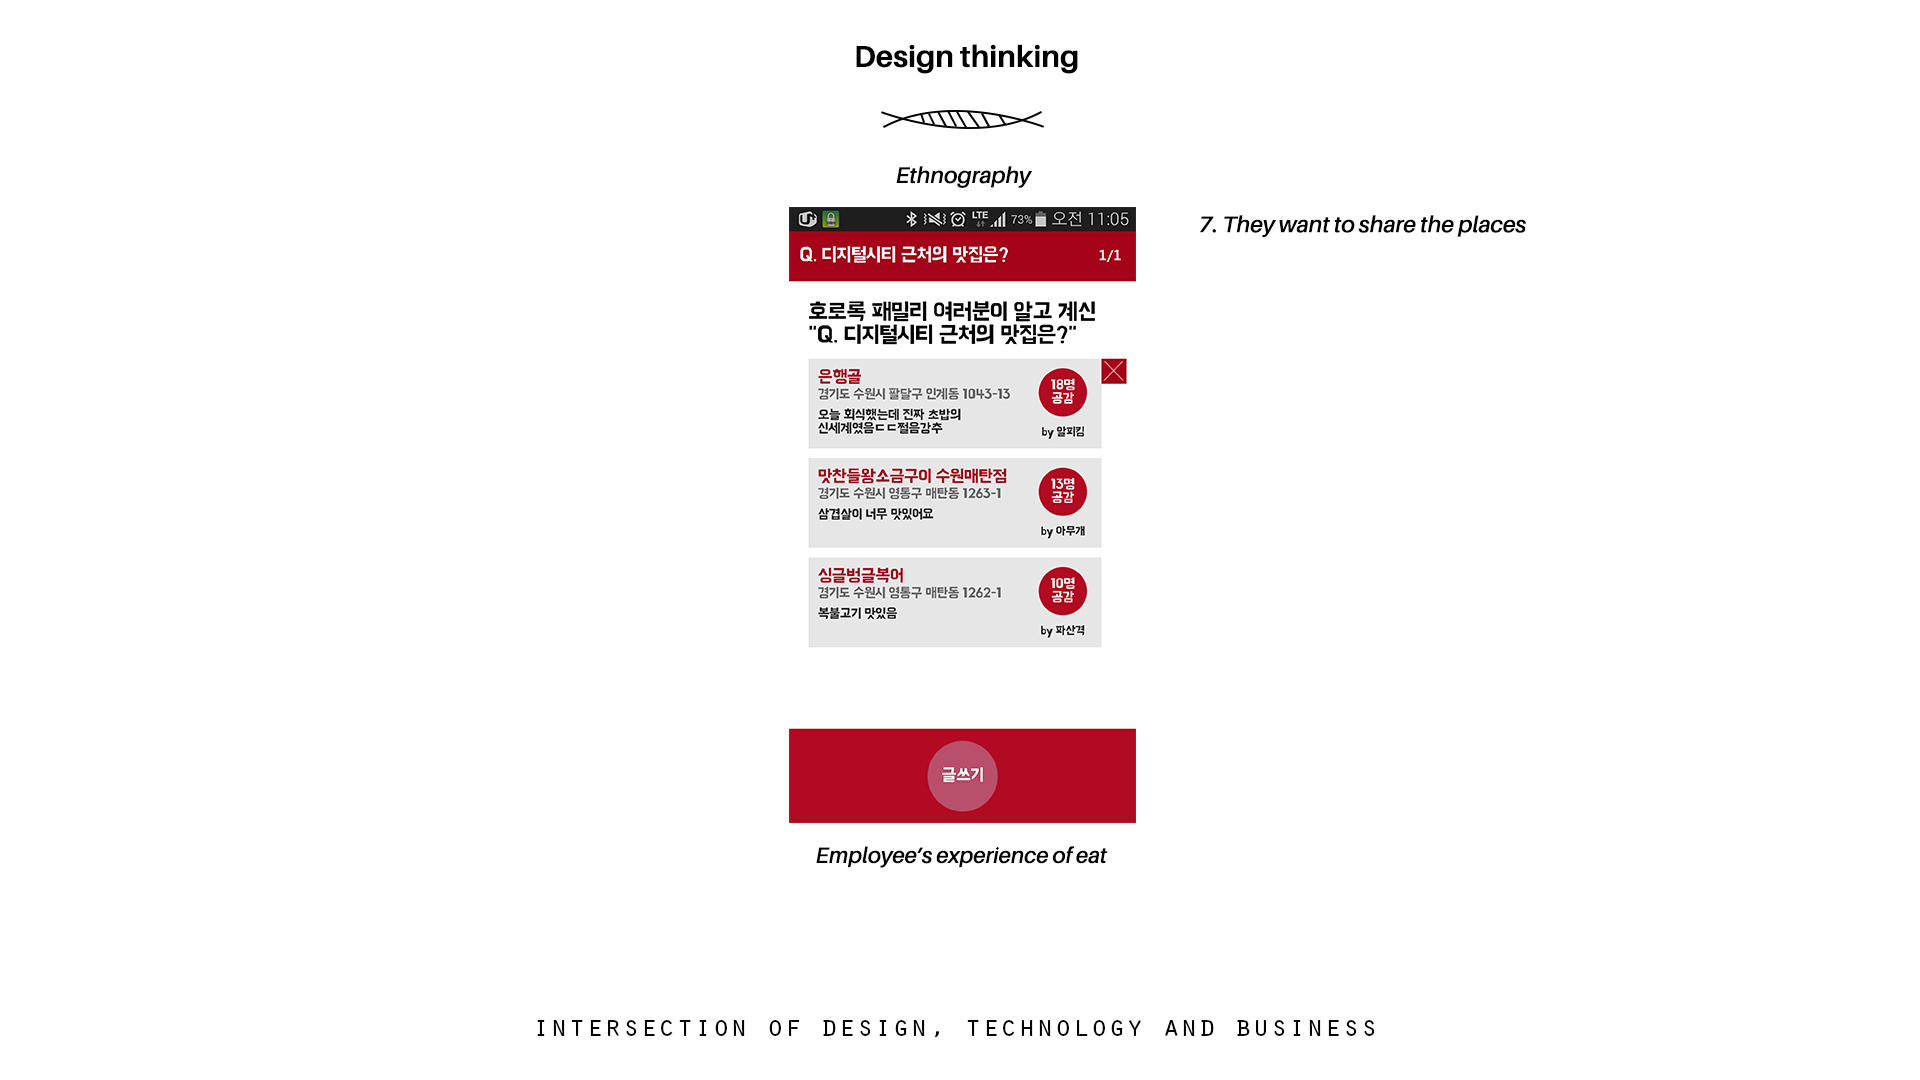 Design thinking
Ethnography
LTE 73% 오전 11:05
Q. 디지털시티 근처의 맛집은? 1/1
호로록 패밀리 여러분이 알고 계신
"Q. 디지털시티 근처의 맛집은?"
은행골
경기도 수원시 팔달구 인계동 1043-13
오늘 회식했는데 진짜 초밥의
신세계였음ㄷㄷ쩔음강추
18명
공감
by 알피킴
맛찬들왕소금구이 수원매탄점
경기도 수원시 영통구 매탄동 1263-1
삼겹살이 너무 맛있어요
13명
공감
by 아무개
싱글벙글복어
경기도 수원시 영통구 매탄동 1262-1
복불고기 맛있음
10명
공감
by 파산격
글쓰기
Employee’s experience of eat
7. They want to share the places
INTERSECTION OF DESIGN, TECHNOLOGY AND BUSINESS